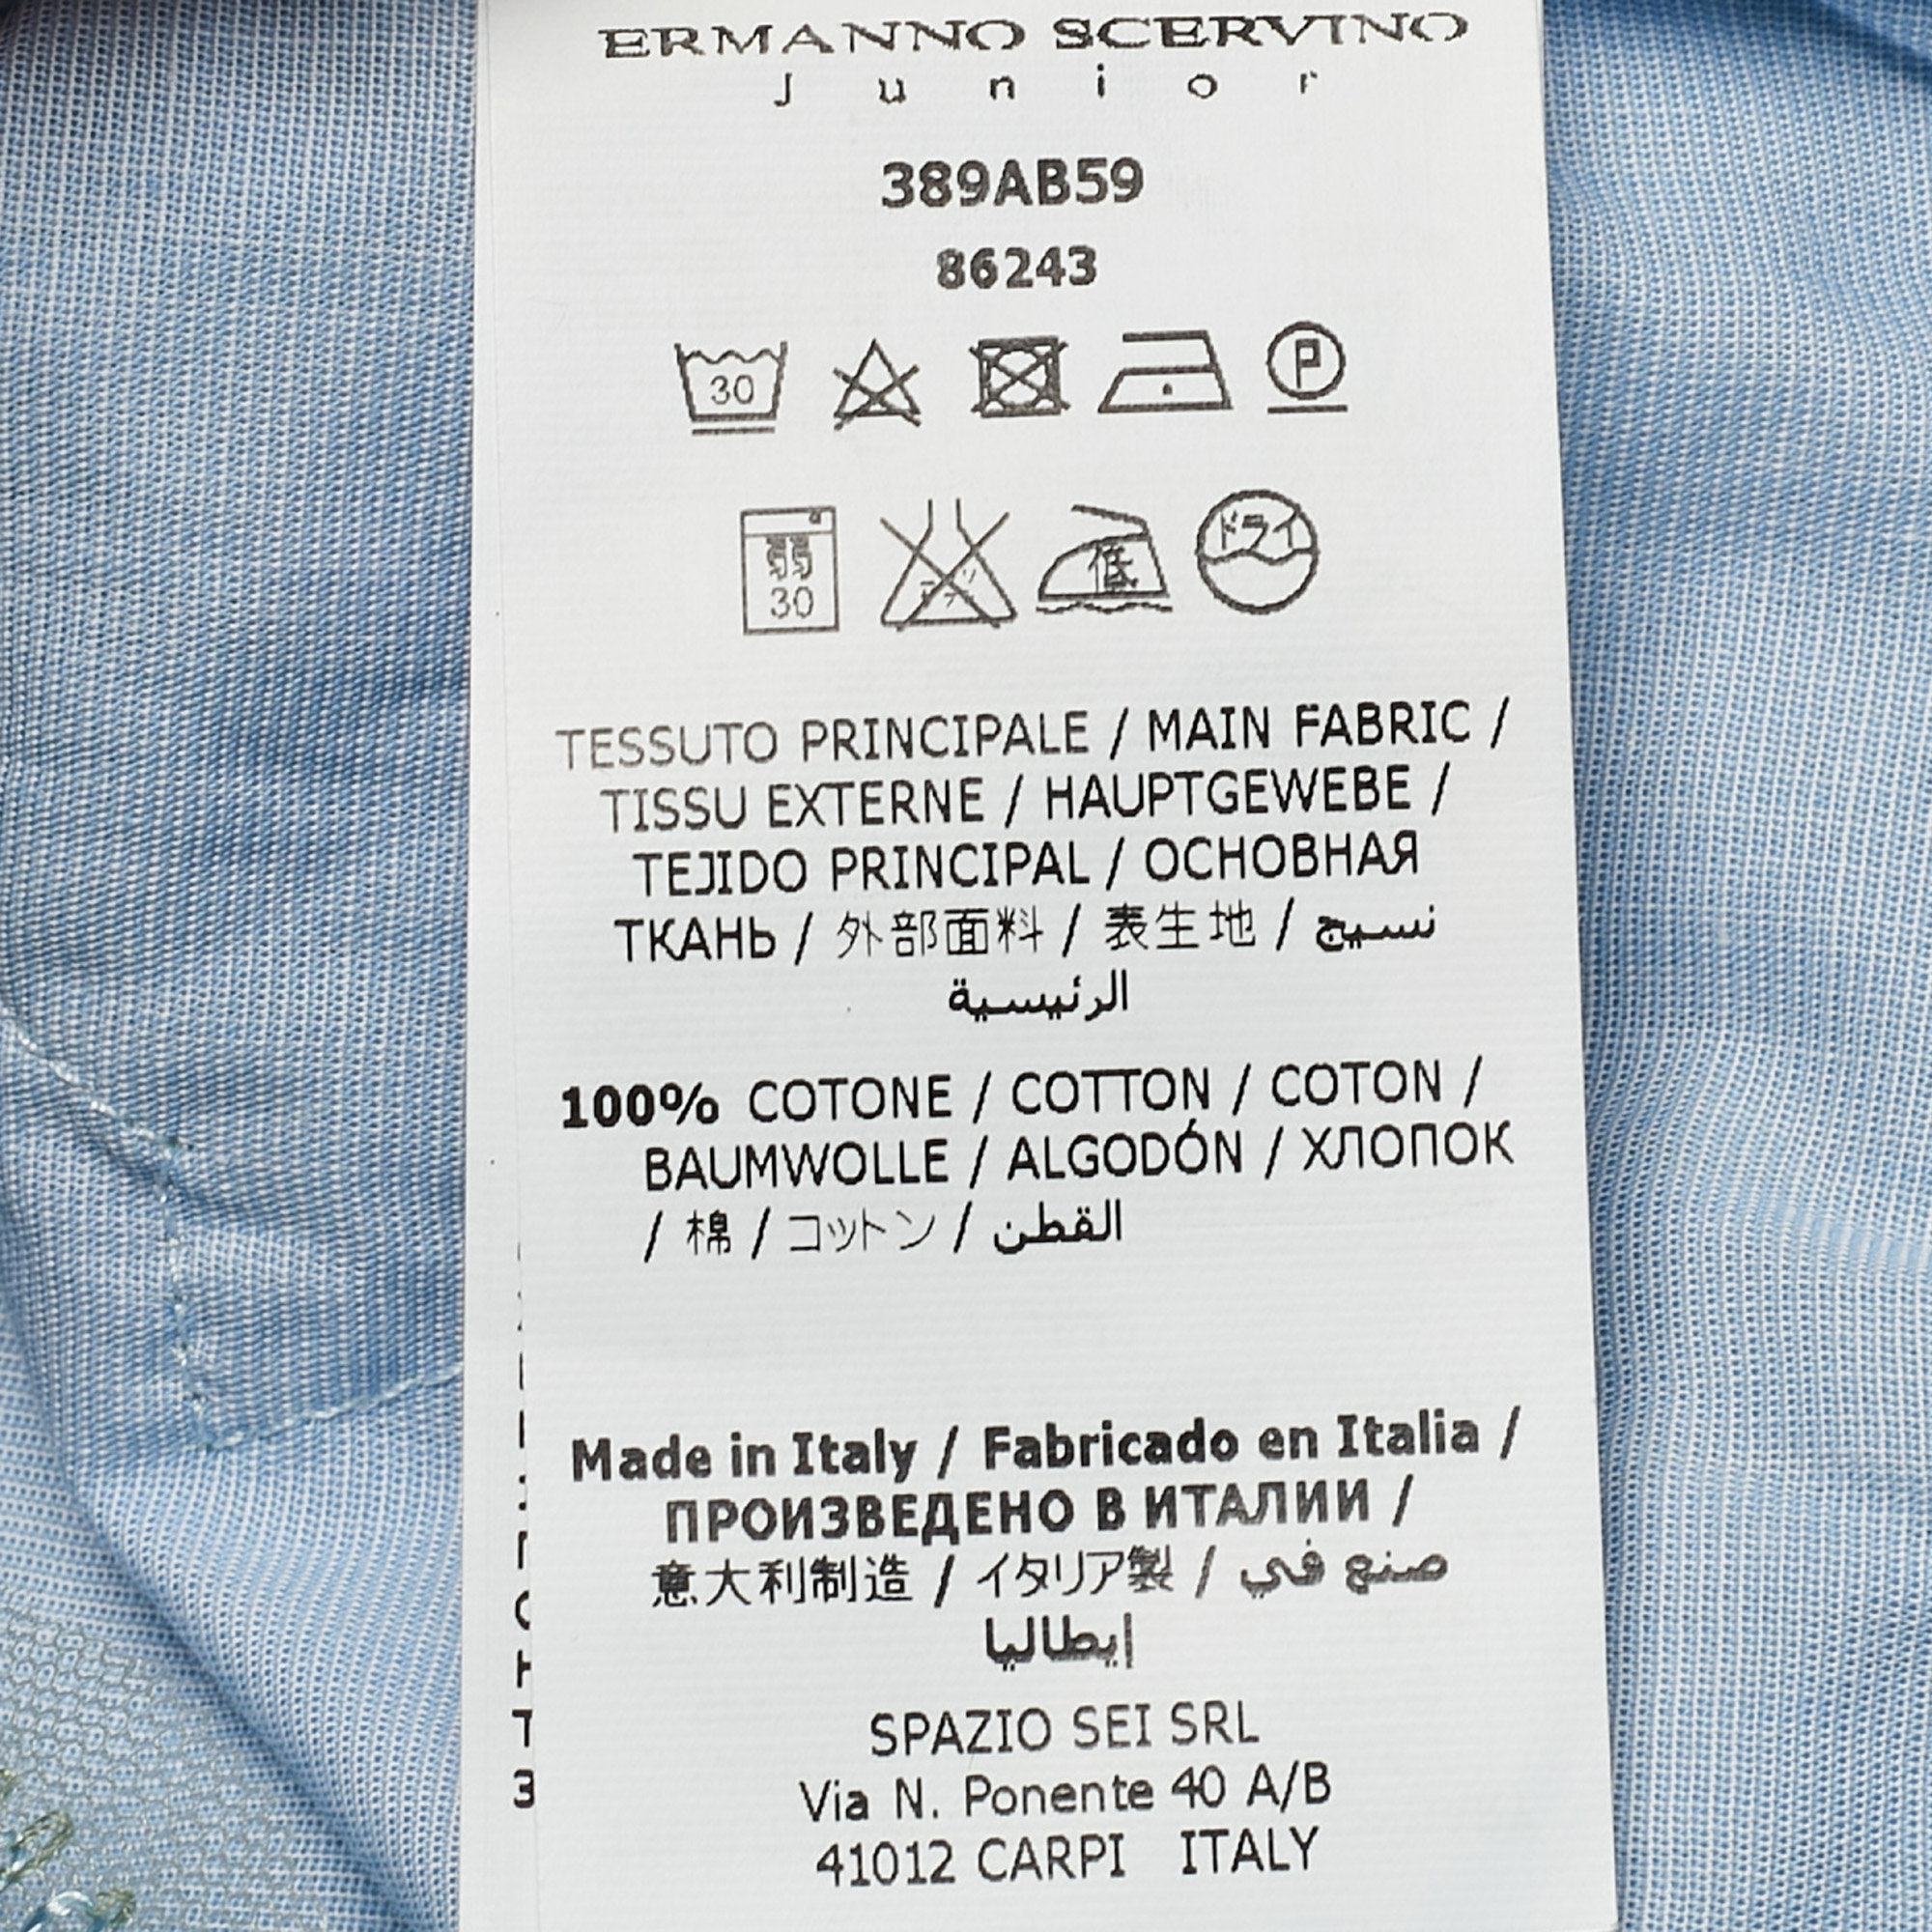 ERMANNO SCERVINO
Junior
389AB59
86243
30
P
弱 ドライ
30 低
TESSUTO PRINCIPALE / MAIN FABRIC /
TISSU EXTERNE / HAUPTGEWEBE /
TEJIDO PRINCIPAL / ОСНОВНАЯ
ТКАНЬ / 外部面料 / 表生地 / نسيج
الرئيسية
100% COTONE / COTTON / COTON /
BAUMWOLLE / ALGODÓN / ХЛОПОК
/ 棉 / コットン / القطن
Made in Italy / Fabricado en Italia /
ПРОИЗВЕДЕНО В ИТАЛИИ /
意大利制造 / イタリア製 / صنع في
إيطاليا
SPAZIO SEI SRL
Via N. Ponente 40 A/B
41012 CARPI ITALY